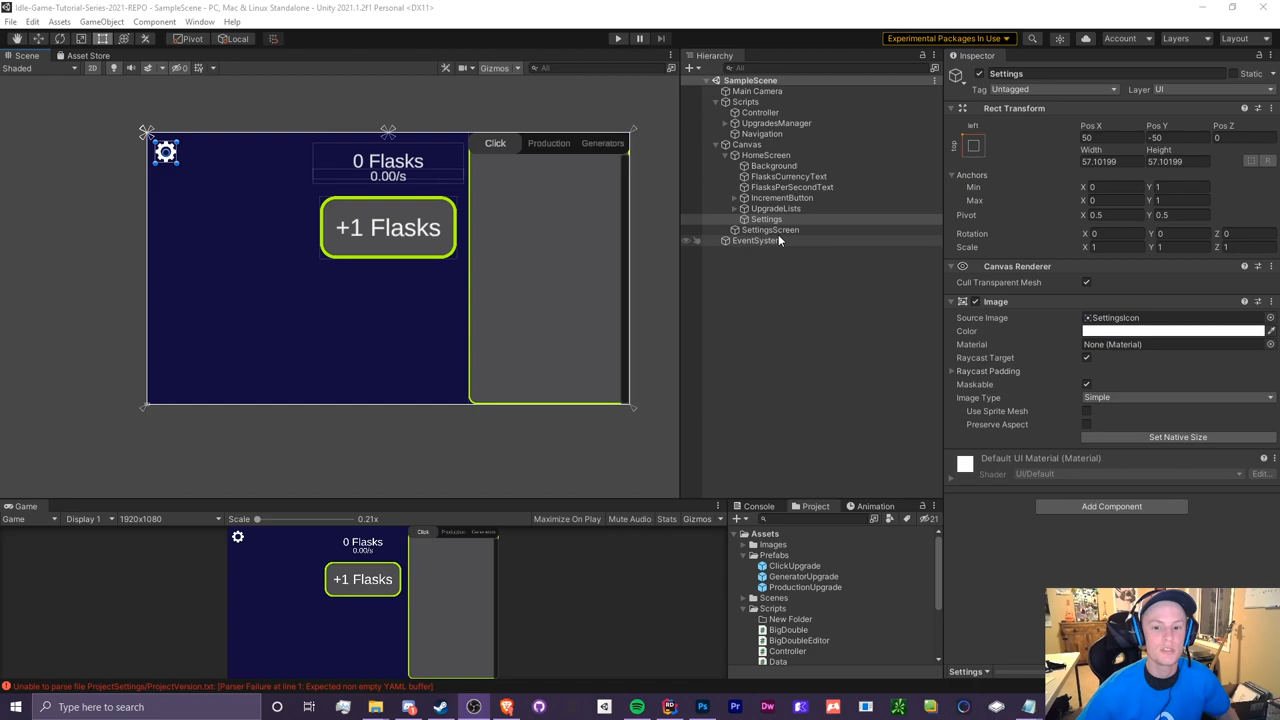 Idle-Game-Tutorial-Series-2021-REPO - SampleScene - PC, Mac & Linux Standalone - Unity 2021.1.2f1 Personal <DX11>
File Edit Assets GameObject Component Window Help
Pivot Local Experimental Packages In Use Account Layers Layout
Scene Asset Store
Shaded 2D 0 Gizmos All
Click Production Generators
0 Flasks
0.00/s
+1 Flasks
Hierarchy
All
SampleScene
Main Camera
Scripts
Controller
UpgradesManager
Navigation
Canvas
HomeScreen
Background
FlasksCurrencyText
FlasksPerSecondText
IncrementButton
UpgradeLists
Settings
SettingsScreen
EventSystem
Inspector
Settings Static
Tag Untagged Layer UI
Rect Transform
left Pos X Pos Y Pos Z
top 50 -50 0
Width Height
57.10199 57.10199 R
Anchors
Min X 0 Y 1
Max X 0 Y 1
Pivot X 0.5 Y 0.5
Rotation X 0 Y 0 Z 0
Scale X 1 Y 1 Z 1
Canvas Renderer
Cull Transparent Mesh
Image
Source Image SettingsIcon
Color
Material None (Material)
Raycast Target
Raycast Padding
Maskable
Image Type Simple
Use Sprite Mesh
Preserve Aspect
Set Native Size
Default UI Material (Material)
Shader UI/Default Edit...
Add Component
Settings
Game
Game Display 1 1920x1080 Scale 0.21x Maximize On Play Mute Audio Stats Gizmos
Click Production Generators
0 Flasks
0.00/s
+1 Flasks
Console Project Animation
21
Assets
Images
Prefabs
ClickUpgrade
GeneratorUpgrade
ProductionUpgrade
Scenes
Scripts
New Folder
BigDouble
BigDoubleEditor
Controller
Data
Unable to parse file ProjectSettings/ProjectVersion.txt: [Parser Failure at line 1: Expected non empty YAML buffer]
Type here to search